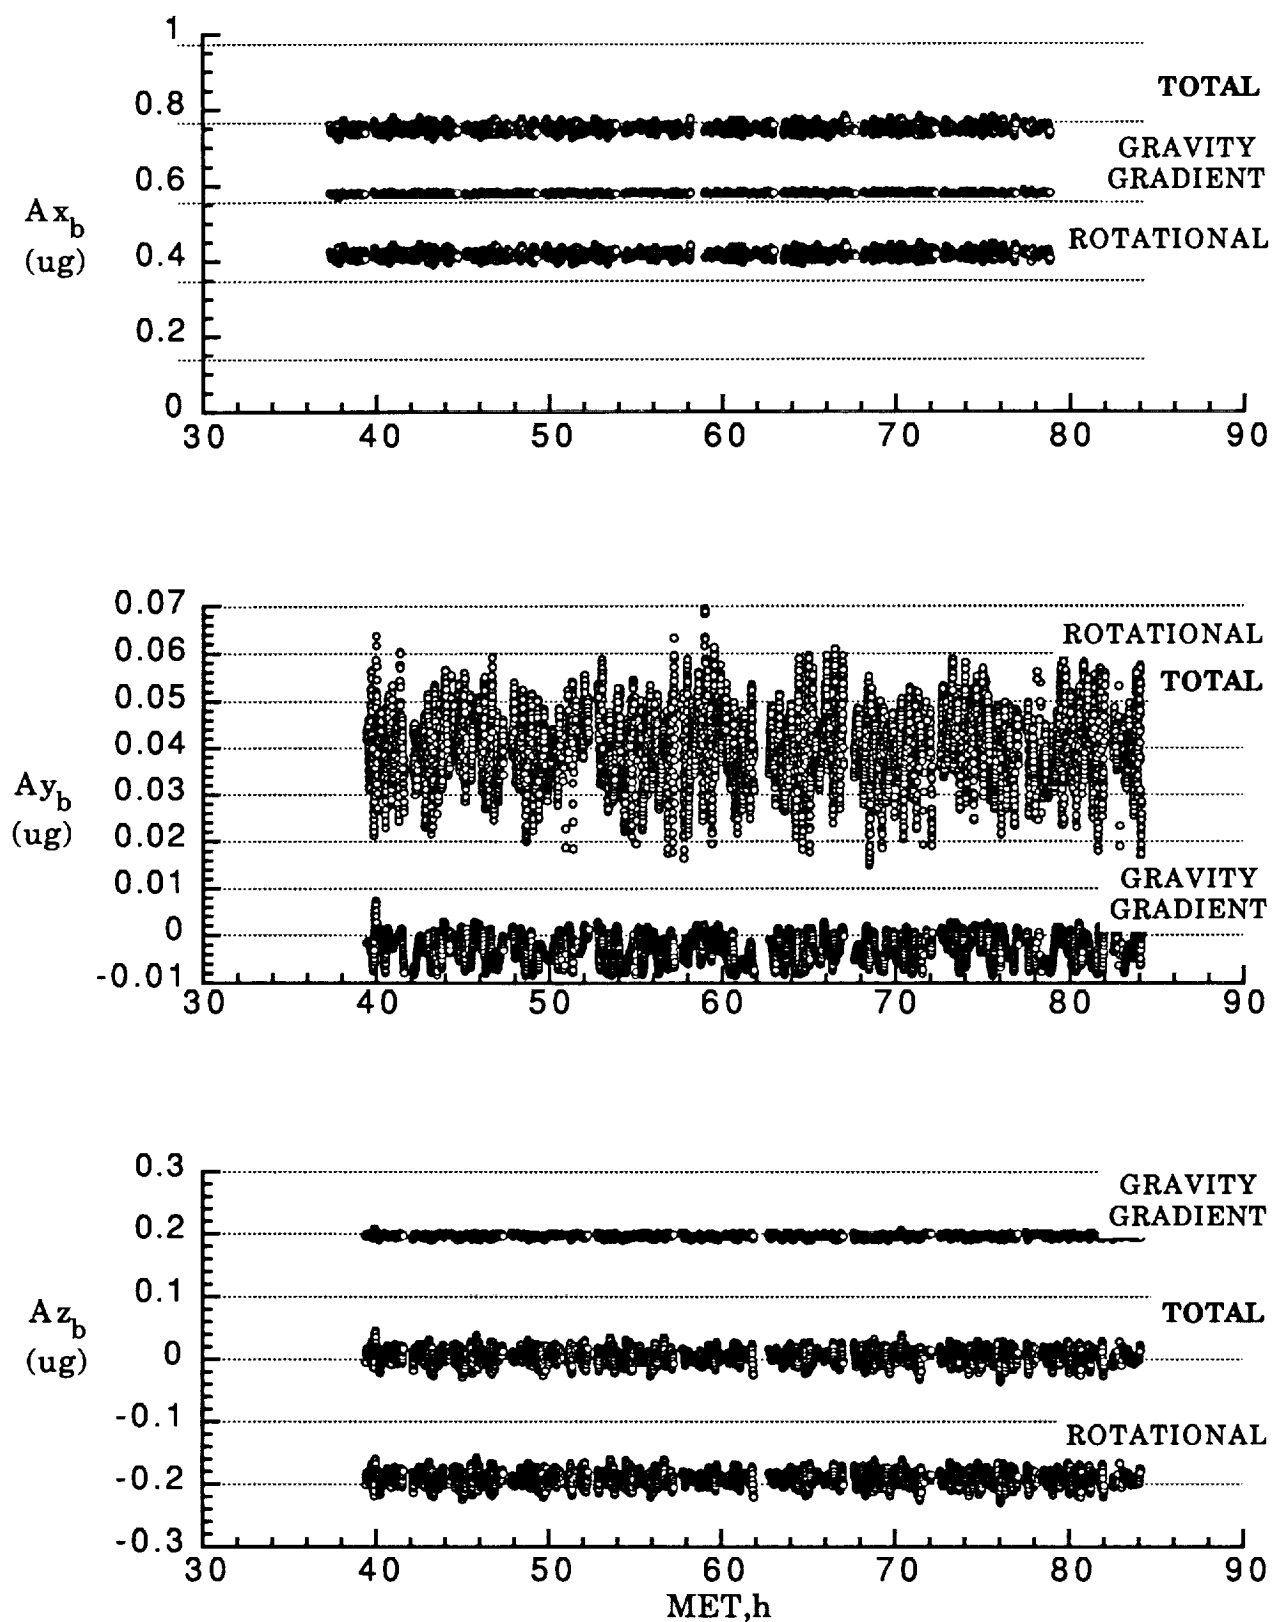 1
TOTAL
0.8
GRAVITY
GRADIENT
0.6
Axb
(ug)
ROTATIONAL
0.4
0.2
0
30 40 50 60 70 80 90
0.07
ROTATIONAL
0.06
TOTAL
0.05
0.04
Ayb
(ug)
0.03
0.02
0.01
GRAVITY
GRADIENT
0
-0.01
30 40 50 60 70 80 90
0.3
GRAVITY
GRADIENT
0.2
0.1
Azb
(ug)
TOTAL
0
-0.1
ROTATIONAL
-0.2
-0.3
30 40 50 60 70 80 90
MET,h